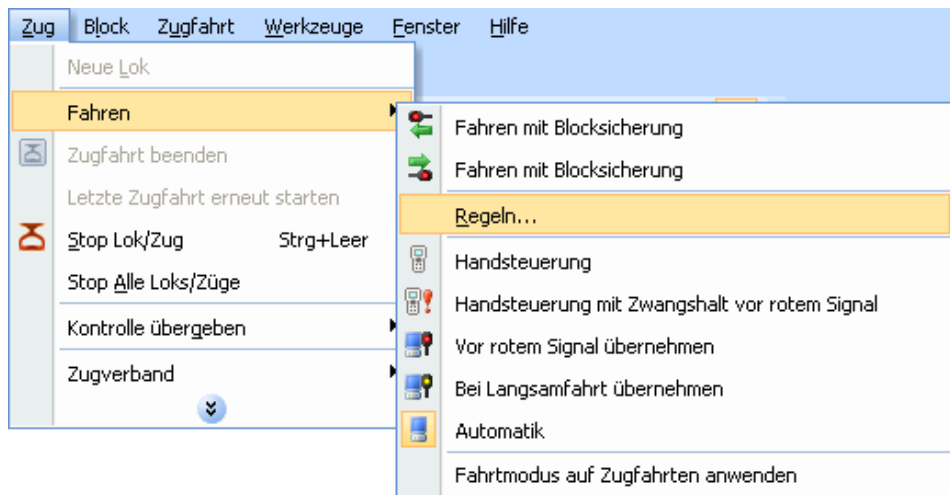 Zug Block Zugfahrt Werkzeuge Fenster Hilfe
Neue Lok
Fahren
Zugfahrt beenden
Letzte Zugfahrt erneut starten
Stop Lok/Zug Strg+Leer
Stop Alle Loks/Züge
Kontrolle übergeben
Zugverband
Fahren mit Blocksicherung
Fahren mit Blocksicherung
Regeln...
Handsteuerung
Handsteuerung mit Zwangshalt vor rotem Signal
Vor rotem Signal übernehmen
Bei Langsamfahrt übernehmen
Automatik
Fahrtmodus auf Zugfahrten anwenden